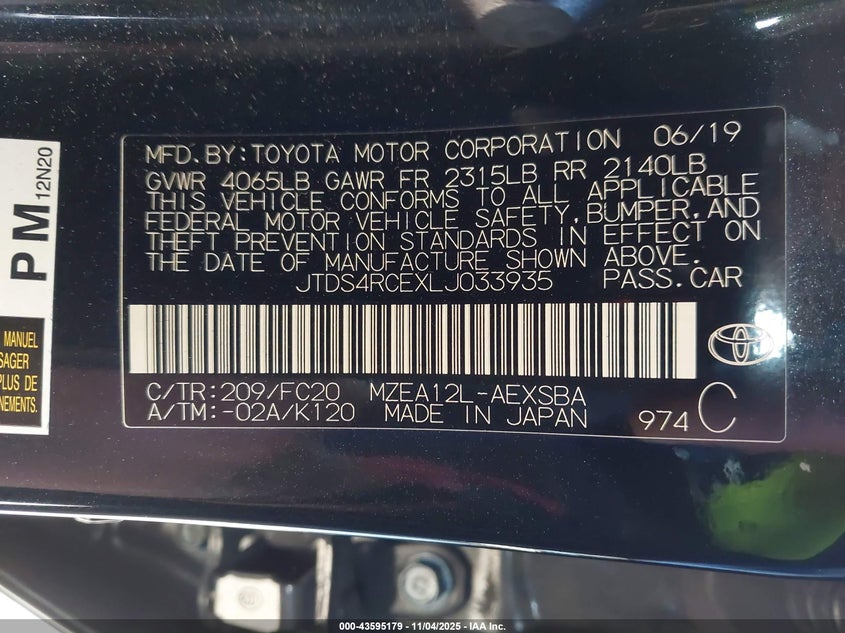 MFD.BY:TOYOTA MOTOR CORPORATION 06/19
GVWR 4065LB GAWR FR 2315LB RR 2140LB
THIS VEHICLE CONFORMS TO ALL APPLICABLE
FEDERAL MOTOR VEHICLE SAFETY,BUMPER,AND
THEFT PREVENTION STANDARDS IN EFFECT ON
THE DATE OF MANUFACTURE SHOWN ABOVE.
JTDS4RCEXLJ033935 PASS.CAR
C/TR:209/FC20 MZEA12L-AEXSBA
A/TM:-02A/K120 MADE IN JAPAN 974 C
PM
12N20
MANUEL
SAGER
PLUS DE
NEMENTS.
000-43595179 - 11/04/2025 - IAA Inc.